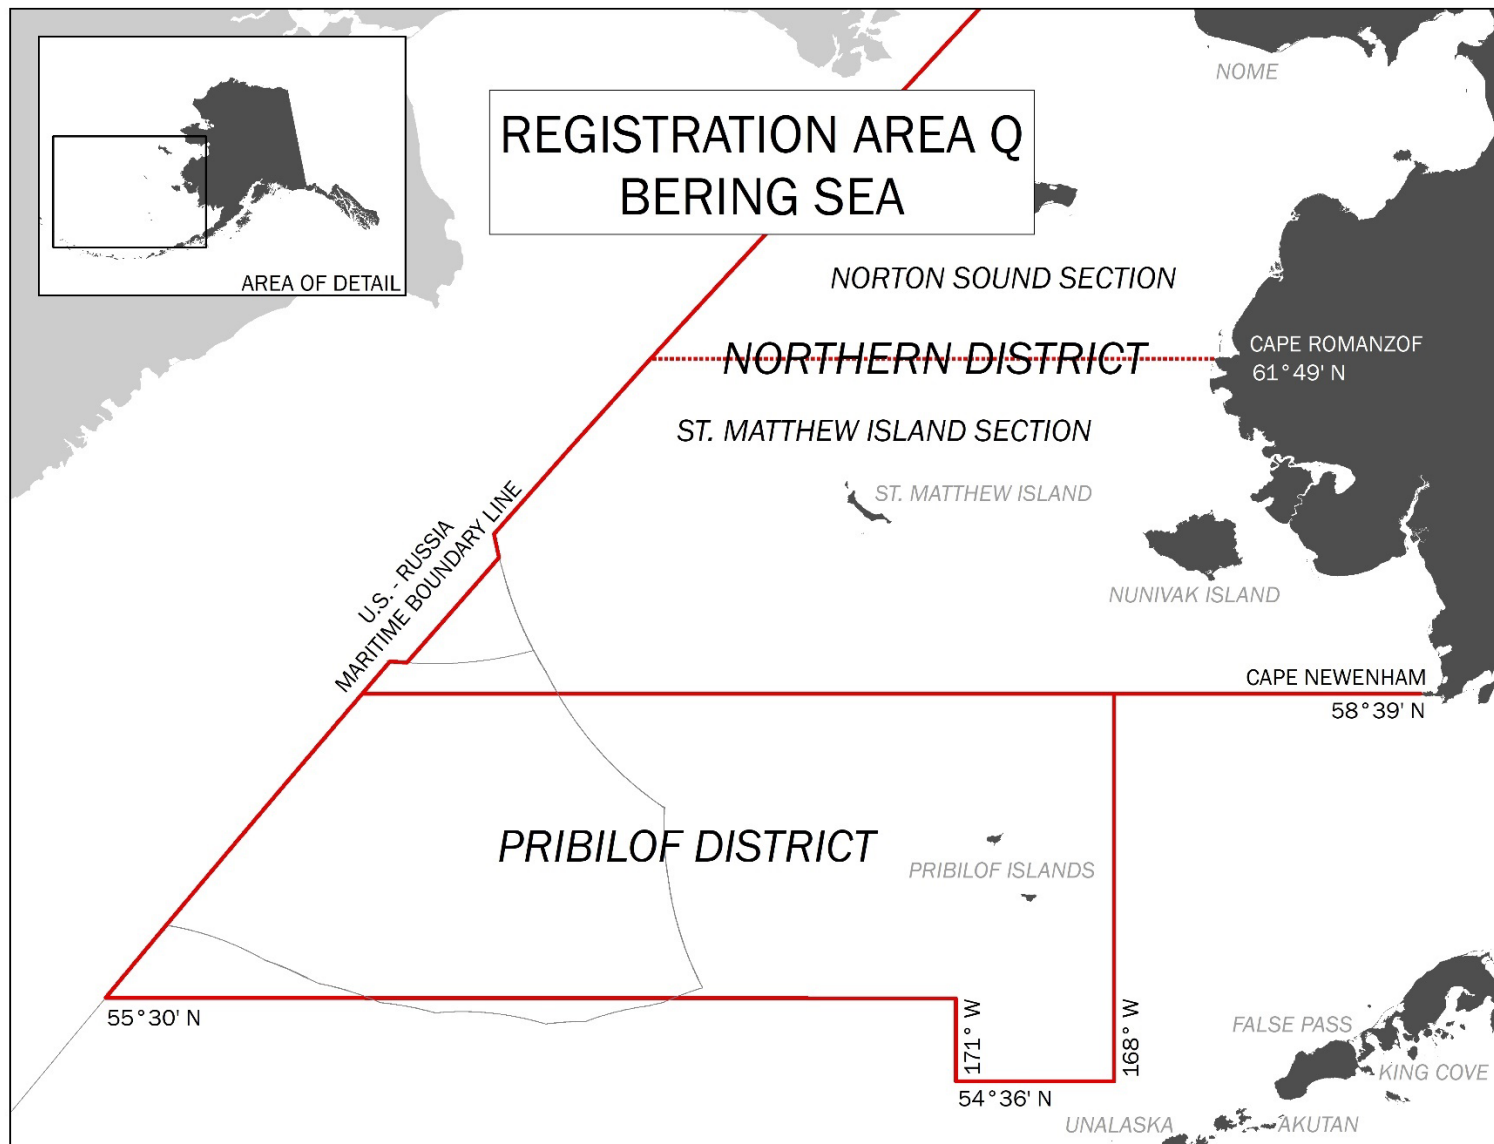 NOME
REGISTRATION AREA Q
BERING SEA
AREA OF DETAIL
NORTON SOUND SECTION
NORTHERN DISTRICT
CAPE ROMANZOF
61°49' N
ST. MATTHEW ISLAND SECTION
ST. MATTHEW ISLAND
U.S. - RUSSIA
MARITIME BOUNDARY LINE
NUNIVAK ISLAND
CAPE NEWENHAM
58°39' N
PRIBILOF DISTRICT
PRIBILOF ISLANDS
55°30' N
171° W
168° W
54°36' N
FALSE PASS
KING COVE
UNALASKA
AKUTAN